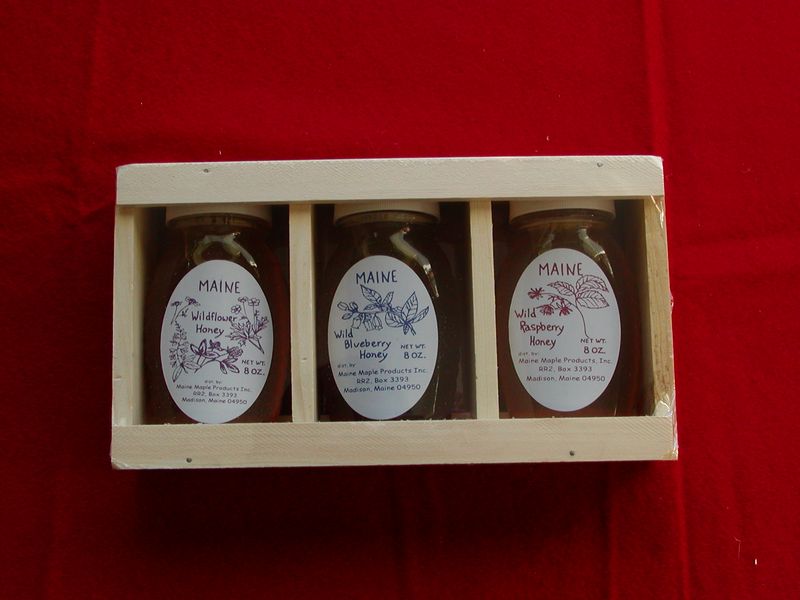 MAINE
Wildflower
Honey
NET WT.
8 OZ.
dist. by:
Maine Maple Products Inc.
RR2, Box 3393
Madison, Maine 04950
MAINE
Wild
Blueberry
Honey
NET WT.
8 OZ.
dist. by
Maine Maple Products, Inc.
RR2, Box 3393
Madison, Maine 04950
MAINE
Wild
Raspberry
Honey
NET WT.
8 OZ.
dist. by:
Maine Maple Products, Inc.
RR2, Box 3393
Madison, Maine 04950